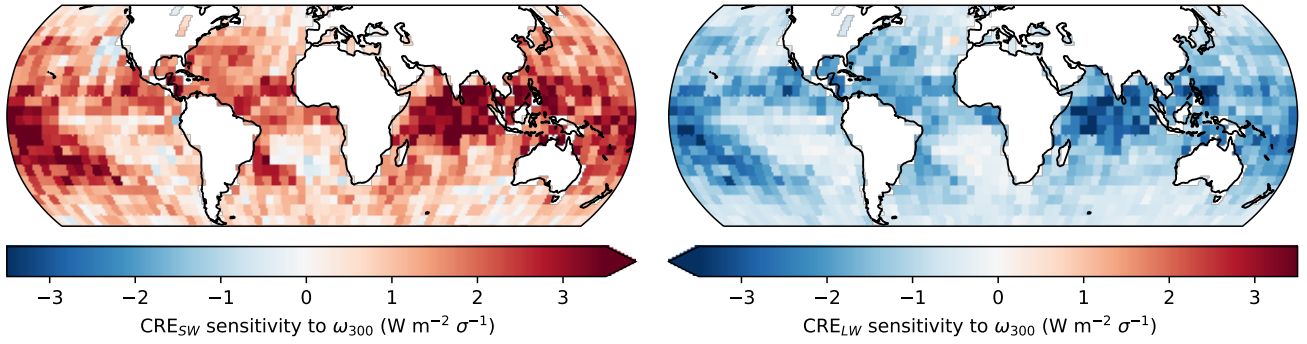 −3 −2 −1 0 1 2 3
CRE_SW sensitivity to ω_300 (W m^−2 σ^−1)
−3 −2 −1 0 1 2 3
CRE_LW sensitivity to ω_300 (W m^−2 σ^−1)